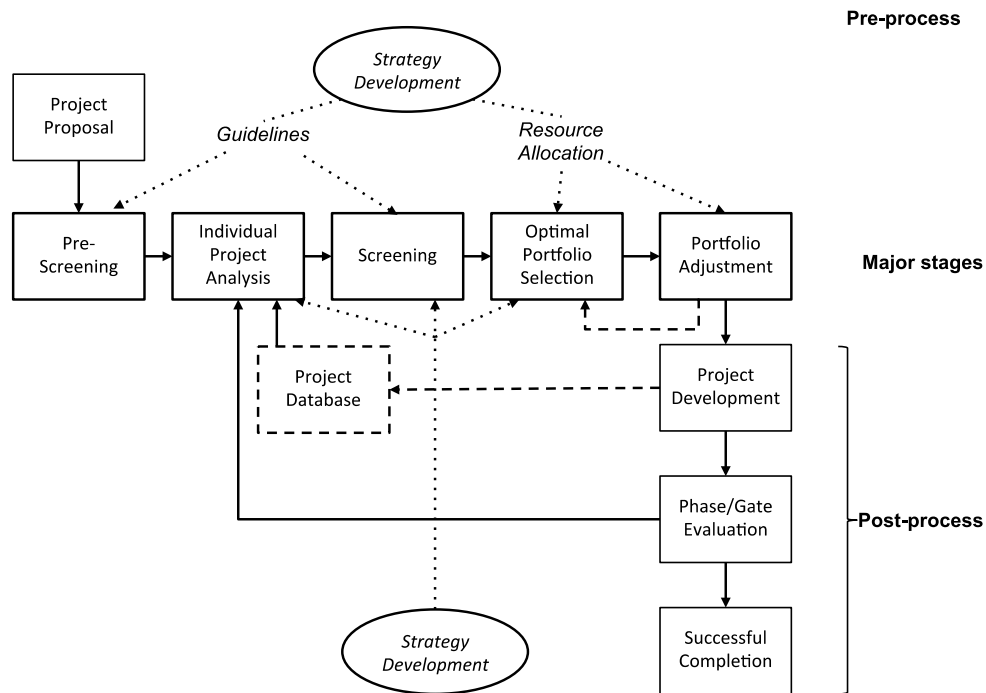 Pre-process
Strategy
Development
Project
Proposal
Guidelines
Resource
Allocation
Pre-
Screening
Individual
Project
Analysis
Screening
Optimal
Portfolio
Selection
Portfolio
Adjustment
Major stages
Project
Database
Project
Development
Phase/Gate
Evaluation
Post-process
Strategy
Development
Successful
Completion